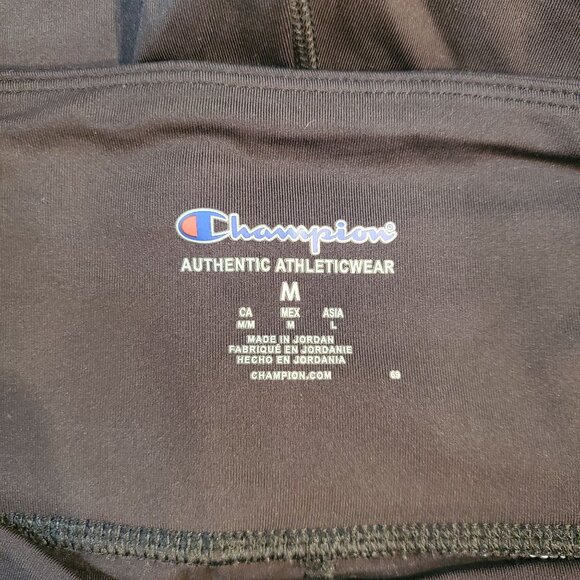 Champion®
AUTHENTIC ATHLETICWEAR
M
CA MEX ASIA
M/M M L
MADE IN JORDAN
FABRIQUÉ EN JORDANIE
HECHO EN JORDANIA
CHAMPION.COM